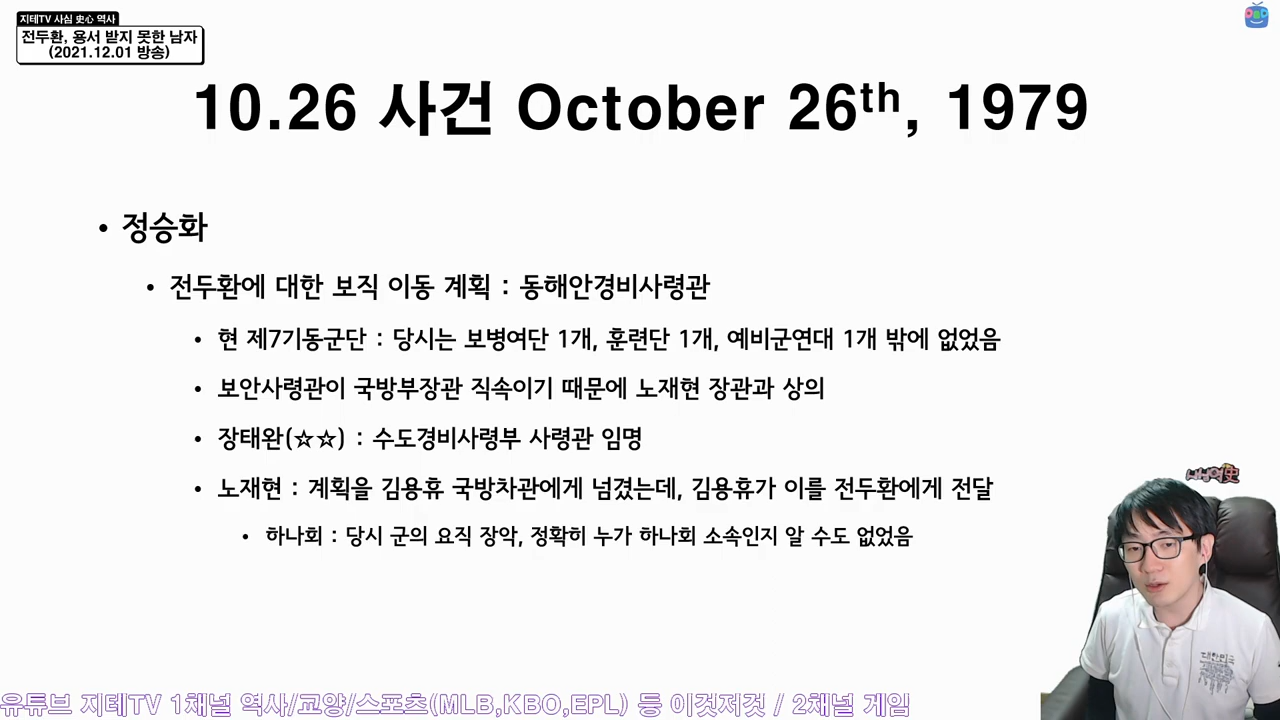 지테TV 사심 史心 역사
전두환, 용서 받지 못한 남자
(2021.12.01 방송)
10.26 사건 October 26th, 1979
• 정승화
• 전두환에 대한 보직 이동 계획 : 동해안경비사령관
• 현 제7기동군단 : 당시는 보병여단 1개, 훈련단 1개, 예비군연대 1개 밖에 없었음
• 보안사령관이 국방부장관 직속이기 때문에 노재현 장관과 상의
• 장태완(☆☆) : 수도경비사령부 사령관 임명
• 노재현 : 계획을 김용휴 국방차관에게 넘겼는데, 김용휴가 이를 전두환에게 전달
• 하나회 : 당시 군의 요직 장악, 정확히 누가 하나회 소속인지 알 수도 없었음
대한민국
유튜브 지테TV 1채널 역사/교양/스포츠(MLB,KBO,EPL) 등 이것저것 / 2채널 게임